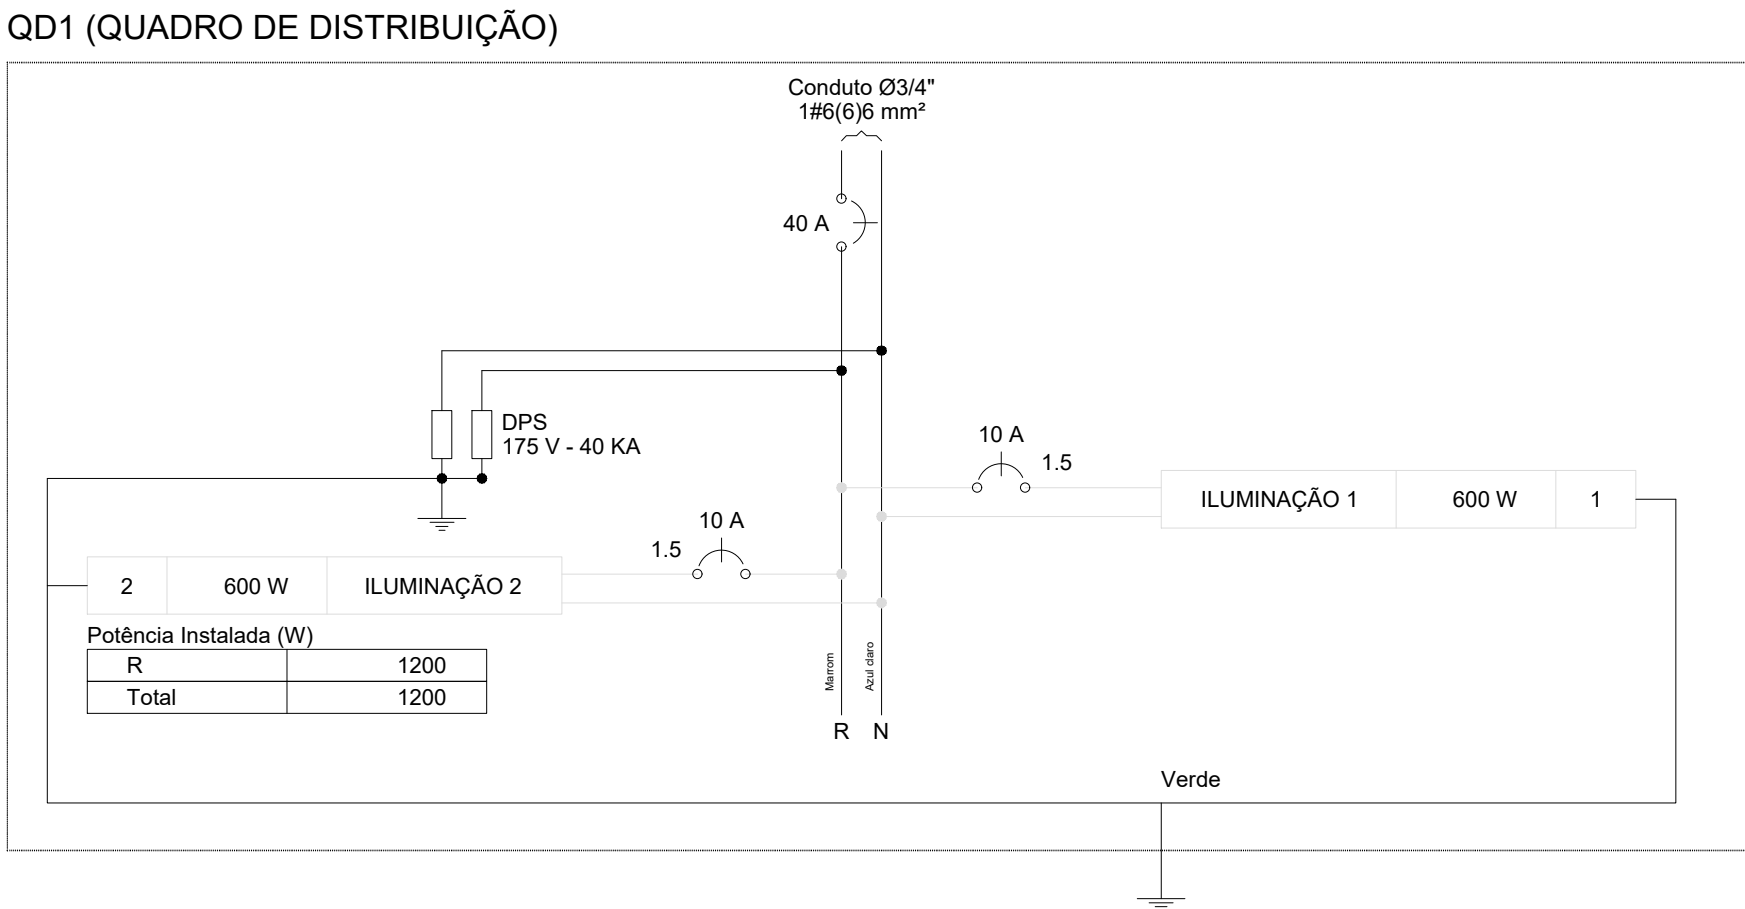 QD1 (QUADRO DE DISTRIBUIÇÃO)
Conduto Ø3/4"
1#6(6)6 mm²
40 A
DPS
175 V - 40 KA
10 A
1.5
ILUMINAÇÃO 1 600 W 1
10 A
1.5
2 600 W ILUMINAÇÃO 2
Potência Instalada (W)
R 1200
Total 1200
Marrom
Azul claro
R N
Verde